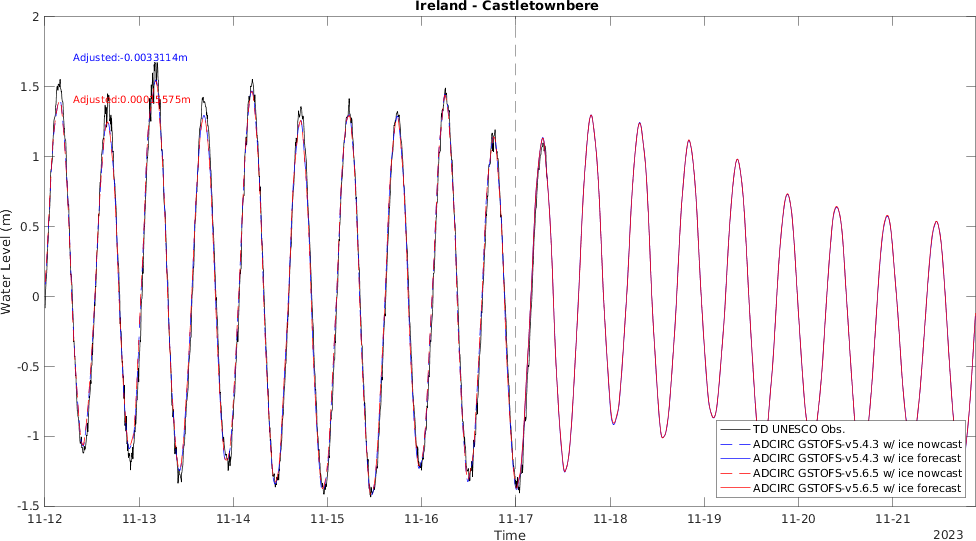 Ireland - Castletownbere
2
1.5
1
0.5
0
-0.5
-1
-1.5
Water Level (m)
Adjusted:-0.0033114m
TD UNESCO Obs.
ADCIRC GSTOFS-v5.4.3 w/ ice nowcast
ADCIRC GSTOFS-v5.4.3 w/ ice forecast
ADCIRC GSTOFS-v5.6.5 w/ ice nowcast
ADCIRC GSTOFS-v5.6.5 w/ ice forecast
11-12 11-13 11-14 11-15 11-16 11-17 11-18 11-19 11-20 11-21
Time
2023